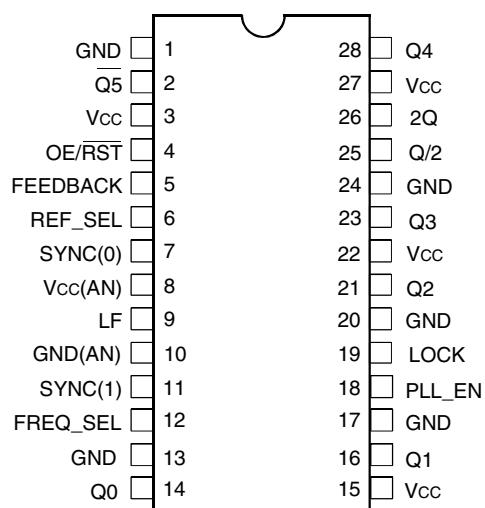 GND 1 28 Q4
Q̅5̅ 2 27 Vcc
Vcc 3 26 2Q
OE/R̅S̅T̅ 4 25 Q/2
FEEDBACK 5 24 GND
REF_SEL 6 23 Q3
SYNC(0) 7 22 Vcc
Vcc(AN) 8 21 Q2
LF 9 20 GND
GND(AN) 10 19 LOCK
SYNC(1) 11 18 PLL_EN
FREQ_SEL 12 17 GND
GND 13 16 Q1
Q0 14 15 Vcc